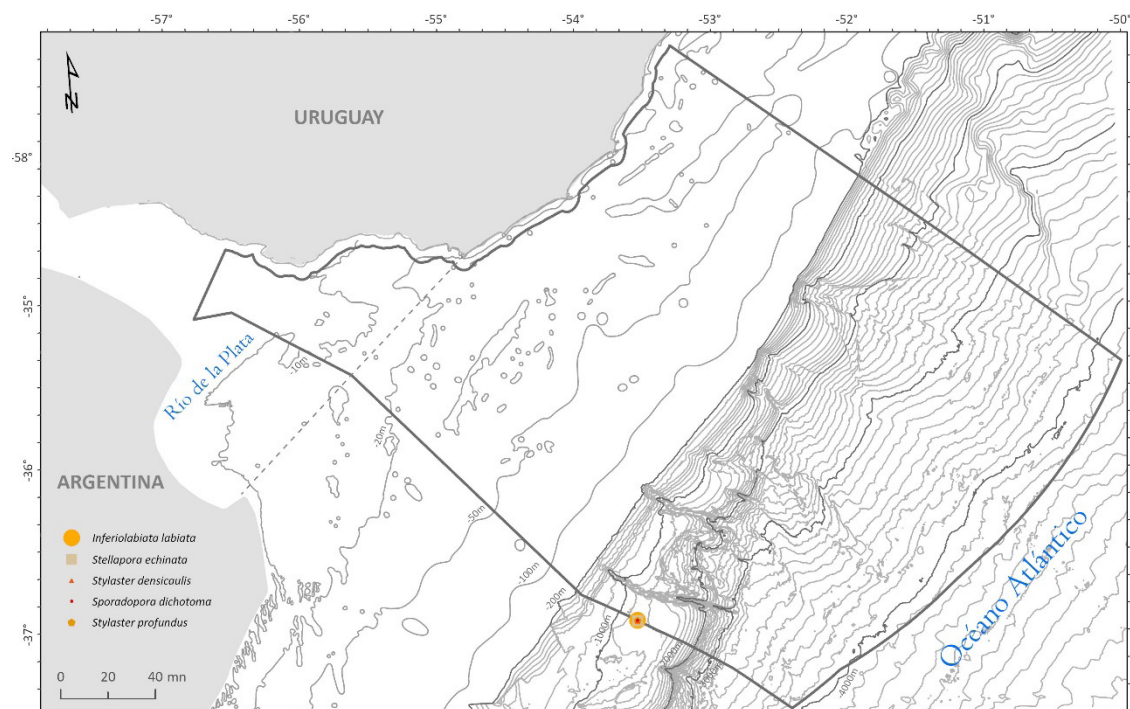 -57° -56° -55° -54° -53° -52° -51° -50°
N
URUGUAY
-58°
-35°
Río de la Plata
-10m
-20m
-36°
ARGENTINA
-50m
-100m
-200m
-1000m
-4000m
Océano Atlántico
-37°
Inferiolabiata labiata
Stellapora echinata
Stylaster densicaulis
Sporadopora dichotoma
Stylaster profundus
0 20 40 mn